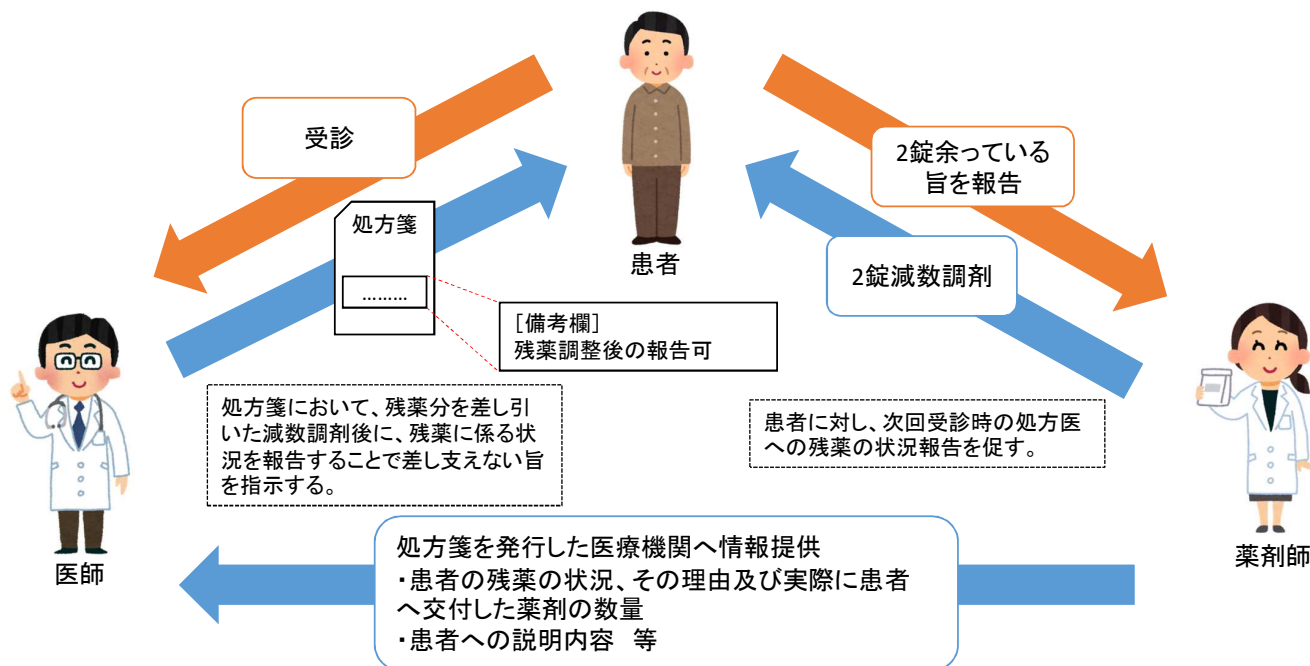 受診
2錠余っている
旨を報告
処方箋
………
患者
2錠減数調剤
［備考欄］
残薬調整後の報告可
処方箋において、残薬分を差し引
いた減数調剤後に、残薬に係る状
況を報告することで差し支えない旨
を指示する。
患者に対し、次回受診時の処方医
への残薬の状況報告を促す。
医師
薬剤師
処方箋を発行した医療機関へ情報提供
・患者の残薬の状況、その理由及び実際に患者
へ交付した薬剤の数量
・患者への説明内容　等